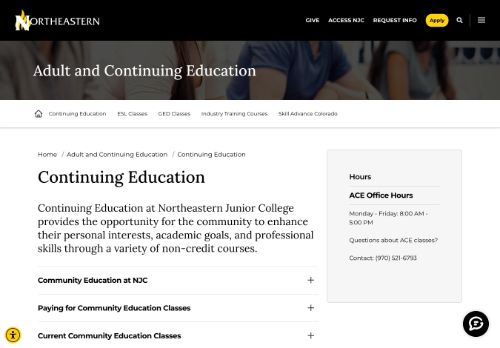 NORTHEASTERN
GIVE ACCESS NJC REQUEST INFO Apply
Adult and Continuing Education
Continuing Education ESL Classes GED Classes Industry Training Courses Skill Advance Colorado
Home / Adult and Continuing Education / Continuing Education
Continuing Education
Continuing Education at Northeastern Junior College
provides the opportunity for the community to enhance
their personal interests, academic goals, and professional
skills through a variety of non-credit courses.
Community Education at NJC
Paying for Community Education Classes
Current Community Education Classes
Hours
ACE Office Hours
Monday - Friday: 8:00 AM -
5:00 PM
Questions about ACE classes?
Contact: (970) 521-6793